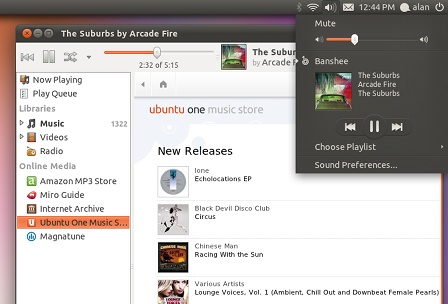 12:44 PM alan
The Suburbs by Arcade Fire
2:32 of 5:15
The Sub
by Arcade
Mute
Banshee
The Suburbs
Arcade Fire
The Suburbs
Choose Playlist
Sound Preferences...
Now Playing
Play Queue
Libraries
Music 1322
Videos
Radio
Online Media
Amazon MP3 Store
Miro Guide
Internet Archive
Ubuntu One Music S...
Magnatune
ubuntu one music store
New Releases
Ione
Echolocations EP
Black Devil Disco Club
Circus
Chinese Man
Racing With the Sun
Various Artists
Lounge Voices, Vol. 1 (Ambient, Chill Out and Downbeat Female Pearls)